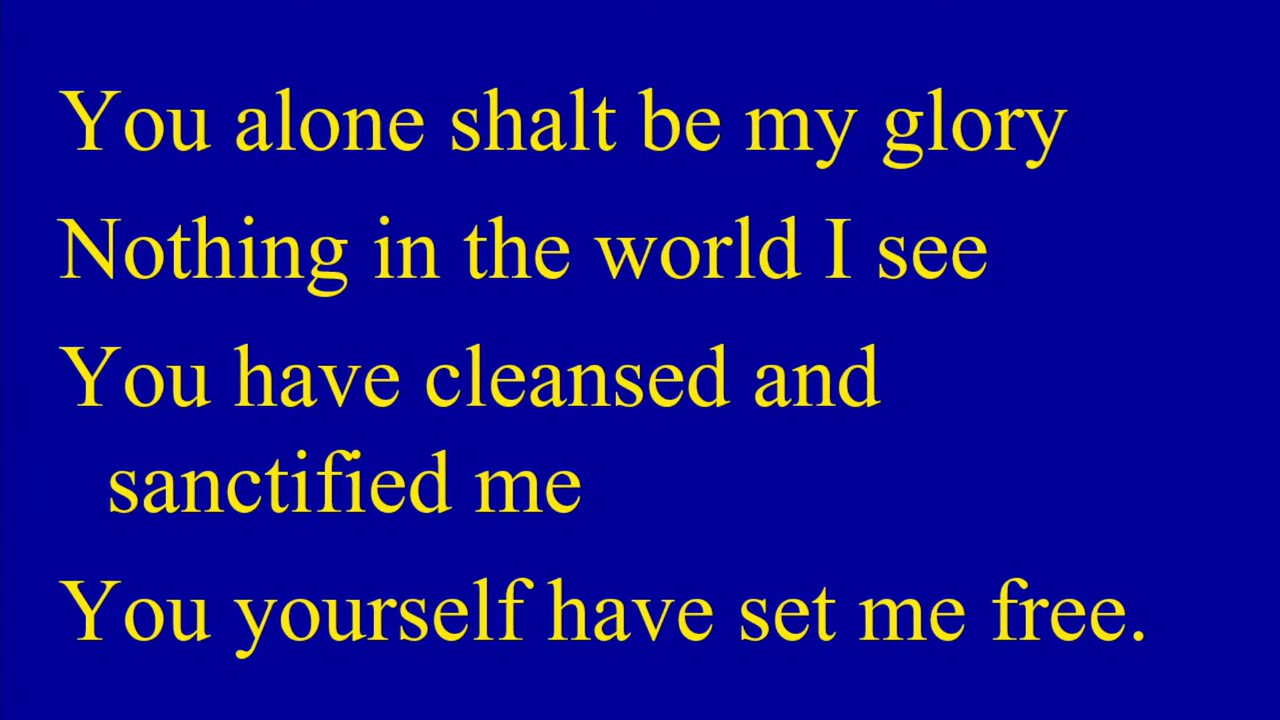 You alone shalt be my glory
Nothing in the world I see
You have cleansed and
sanctified me
You yourself have set me free.